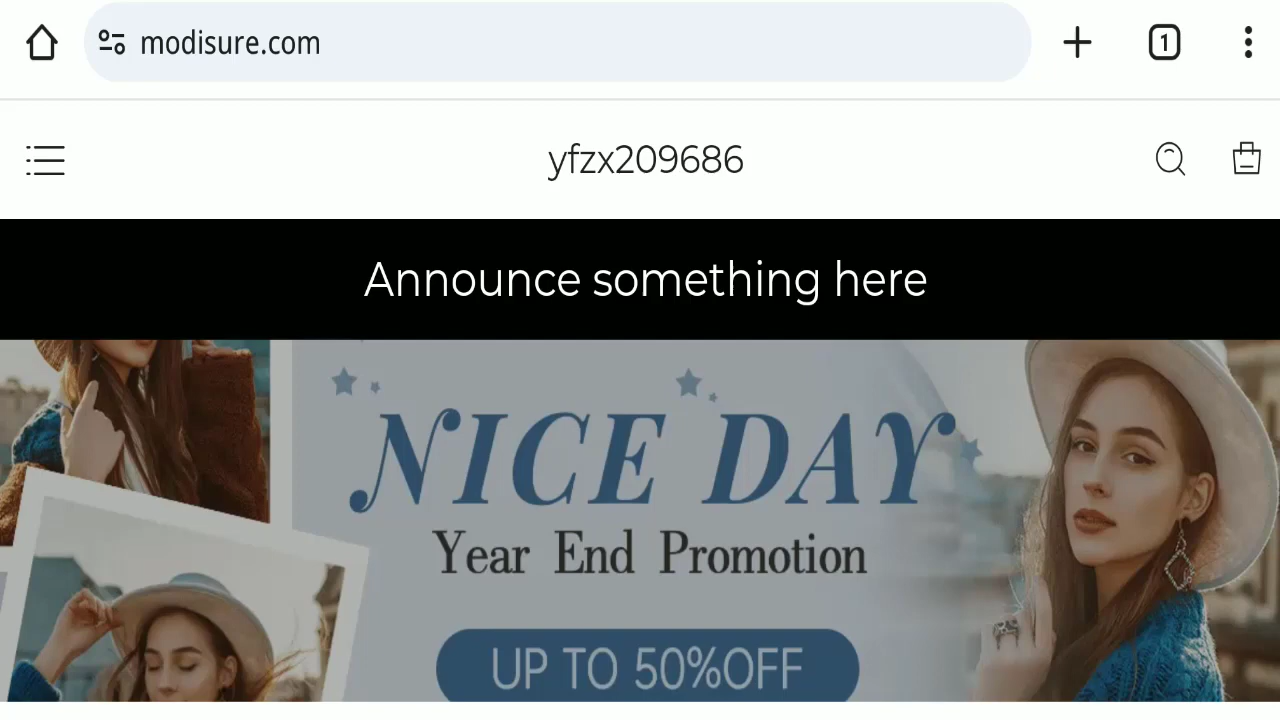 modisure.com
1
yfzx209686
Announce something here
NICE DAY
Year End Promotion
UP TO 50%OFF